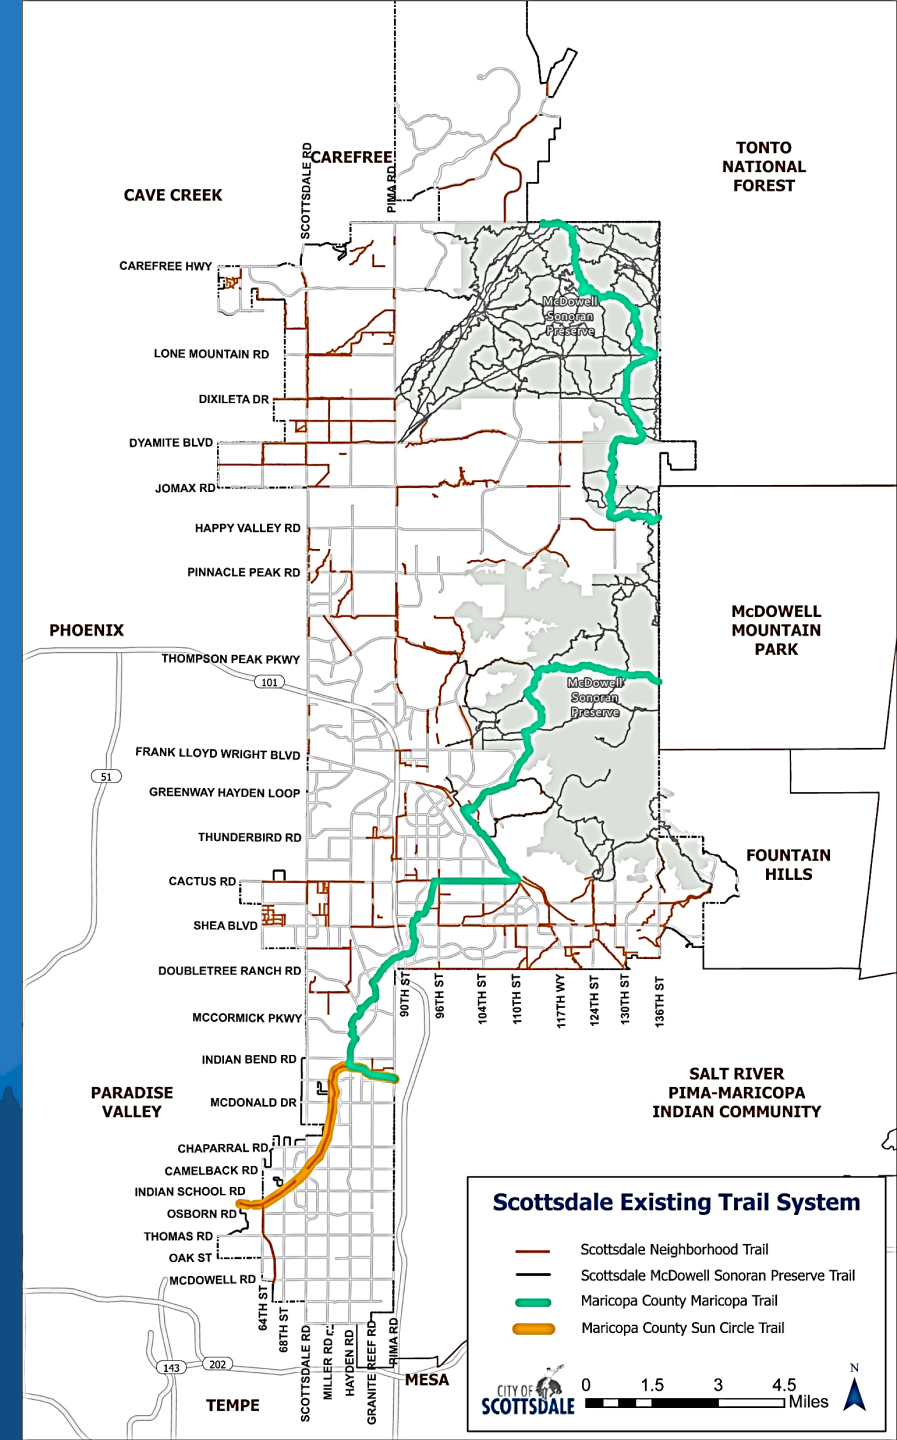 SCOTTSDALE RD
CAREFREE
PIMA RD
TONTO
NATIONAL
FOREST
CAVE CREEK
CAREFREE HWY
McDowell
Sonoran
Preserve
LONE MOUNTAIN RD
DIXILETA DR
DYAMITE BLVD
JOMAX RD
HAPPY VALLEY RD
PINNACLE PEAK RD
PHOENIX
McDOWELL
MOUNTAIN
PARK
THOMPSON PEAK PKWY
101
McDowell
Sonoran
Preserve
FRANK LLOYD WRIGHT BLVD
51
GREENWAY HAYDEN LOOP
THUNDERBIRD RD
FOUNTAIN
HILLS
CACTUS RD
SHEA BLVD
DOUBLETREE RANCH RD
90TH ST
96TH ST
104TH ST
110TH ST
117TH WY
124TH ST
130TH ST
136TH ST
MCCORMICK PKWY
INDIAN BEND RD
PARADISE
VALLEY
MCDONALD DR
SALT RIVER
PIMA-MARICOPA
INDIAN COMMUNITY
CHAPARRAL RD
CAMELBACK RD
INDIAN SCHOOL RD
OSBORN RD
THOMAS RD
OAK ST
MCDOWELL RD
64TH ST
68TH ST
SCOTTSDALE RD
MILLER RD
HAYDEN RD
GRANITE REEF RD
PIMA RD
143
202
TEMPE
MESA
Scottsdale Existing Trail System
Scottsdale Neighborhood Trail
Scottsdale McDowell Sonoran Preserve Trail
Maricopa County Maricopa Trail
Maricopa County Sun Circle Trail
CITY OF
SCOTTSDALE
0 1.5 3 4.5
Miles
N